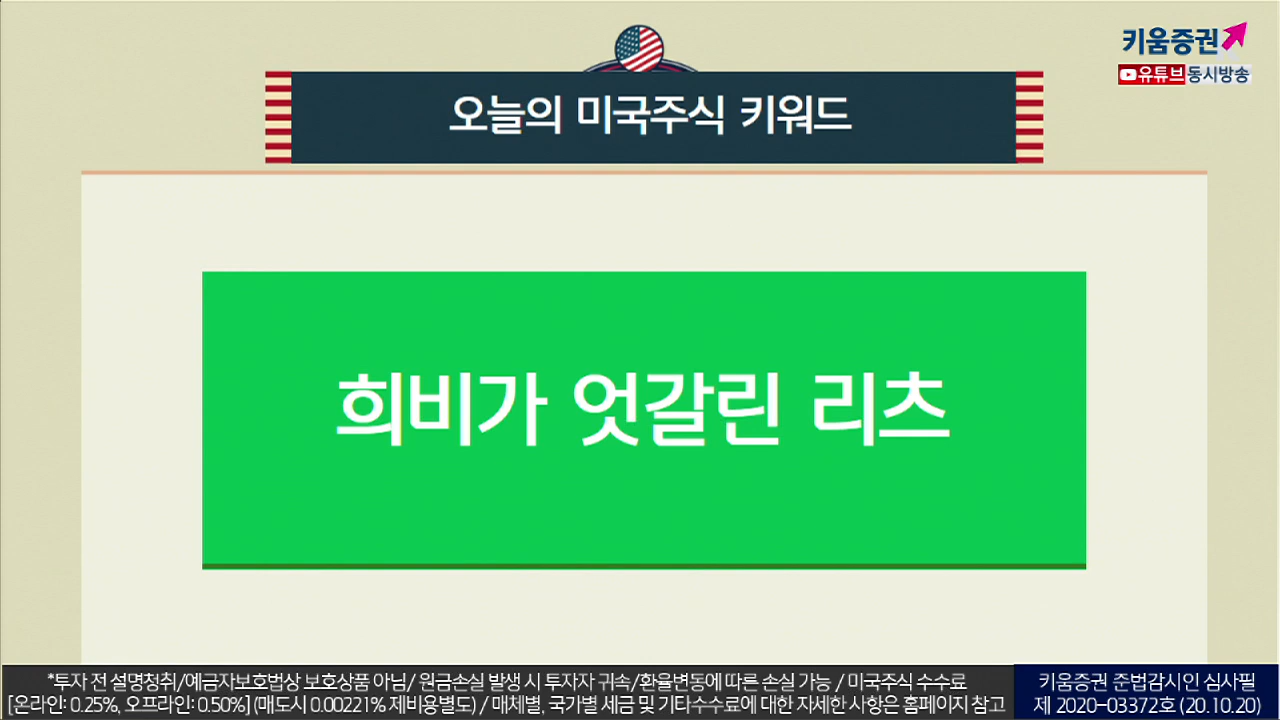 키움증권
유튜브 동시방송
오늘의 미국주식 키워드
희비가 엇갈린 리츠
*투자 전 설명청취/예금자보호법상 보호상품 아님/ 원금손실 발생 시 투자자 귀속/환율변동에 따른 손실 가능 / 미국주식 수수료
[온라인: 0.25%, 오프라인: 0.50%] (매도시 0.00221% 제비용별도) / 매체별, 국가별 세금 및 기타수수료에 대한 자세한 사항은 홈페이지 참고
키움증권 준법감시인 심사필
제 2020-03372호 (20.10.20)